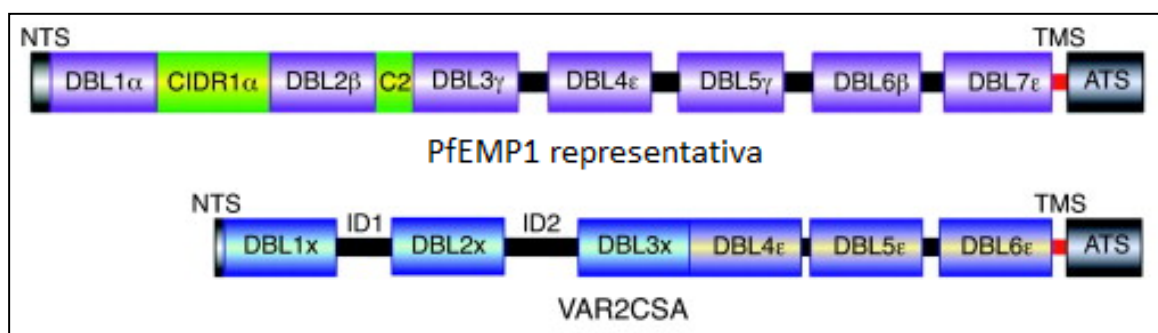 NTS TMS
DBL1α CIDR1α DBL2β C2 DBL3γ DBL4ε DBL5γ DBL6β DBL7ε ATS
PfEMP1 representativa
NTS ID1 ID2 TMS
DBL1x DBL2x DBL3x DBL4ε DBL5ε DBL6ε ATS
VAR2CSA